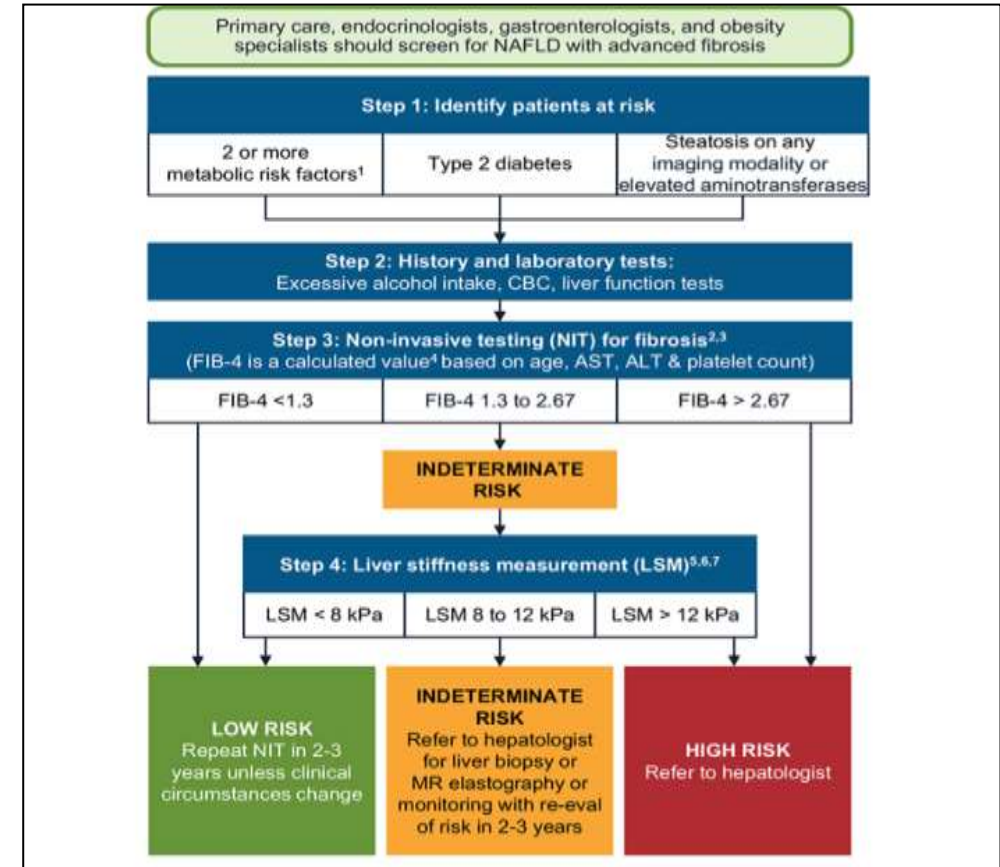 Primary care, endocrinologists, gastroenterologists, and obesity
specialists should screen for NAFLD with advanced fibrosis
Step 1: Identify patients at risk
2 or more
metabolic risk factors¹
Type 2 diabetes
Steatosis on any
imaging modality or
elevated aminotransferases
Step 2: History and laboratory tests:
Excessive alcohol intake, CBC, liver function tests
Step 3: Non-invasive testing (NIT) for fibrosis²,³
(FIB-4 is a calculated value⁴ based on age, AST, ALT & platelet count)
FIB-4 <1.3
FIB-4 1.3 to 2.67
FIB-4 > 2.67
INDETERMINATE
RISK
Step 4: Liver stiffness measurement (LSM)⁵,⁶,⁷
LSM < 8 kPa
LSM 8 to 12 kPa
LSM > 12 kPa
LOW RISK
Repeat NIT in 2-3
years unless clinical
circumstances change
INDETERMINATE
RISK
Refer to hepatologist
for liver biopsy or
MR elastography or
monitoring with re-eval
of risk in 2-3 years
HIGH RISK
Refer to hepatologist